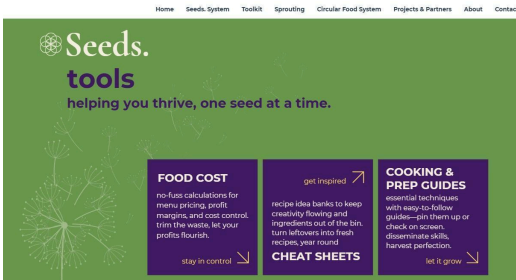 Home Seeds. System Toolkit Sprouting Circular Food System Projects & Partners About Contac
Seeds.
tools
helping you thrive, one seed at a time.
FOOD COST
no-fuss calculations for
menu pricing, profit
margins, and cost control.
trim the waste, let your
profits flourish.
stay in control
get inspired
recipe idea banks to keep
creativity flowing and
ingredients out of the bin.
turn leftovers into fresh
recipes, year round
CHEAT SHEETS
COOKING &
PREP GUIDES
essential techniques
with easy-to-follow
guides—pin them up or
check on screen.
disseminate skills,
harvest perfection.
let it grow